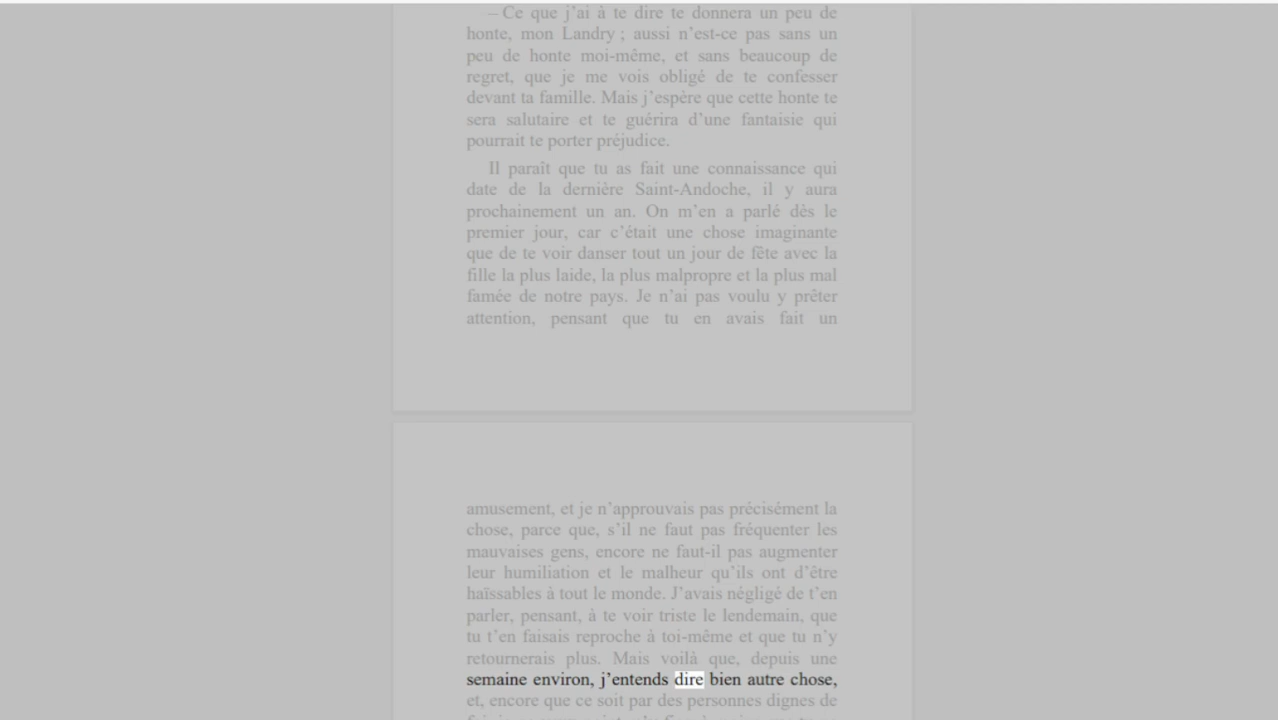 – Ce que j’ai à te dire te donnera un peu de
honte, mon Landry ; aussi n’est-ce pas sans un
peu de honte moi-même, et sans beaucoup de
regret, que je me vois obligé de te confesser
devant ta famille. Mais j’espère que cette honte te
sera salutaire et te guérira d’une fantaisie qui
pourrait te porter préjudice.
Il paraît que tu as fait une connaissance qui
date de la dernière Saint-Andoche, il y aura
prochainement un an. On m’en a parlé dès le
premier jour, car c’était une chose imaginante
que de te voir danser tout un jour de fête avec la
fille la plus laide, la plus malpropre et la plus mal
famée de notre pays. Je n’ai pas voulu y prêter
attention, pensant que tu en avais fait un
amusement, et je n’approuvais pas précisément la
chose, parce que, s’il ne faut pas fréquenter les
mauvaises gens, encore ne faut-il pas augmenter
leur humiliation et le malheur qu’ils ont d’être
haïssables à tout le monde. J’avais négligé de t’en
parler, pensant, à te voir triste le lendemain, que
tu t’en faisais reproche à toi-même et que tu n’y
retournerais plus. Mais voilà que, depuis une
semaine environ, j’entends dire bien autre chose,
et, encore que ce soit par des personnes dignes de